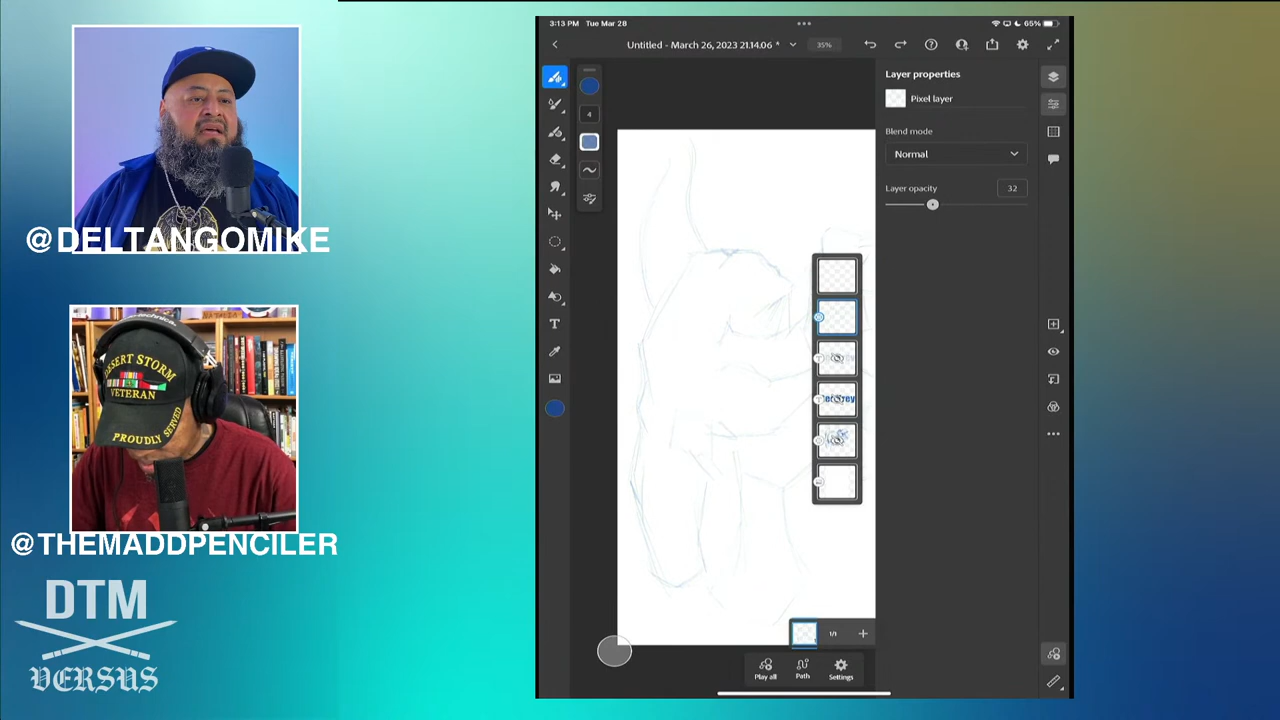 3:13 PM Tue Mar 28
65%
Untitled - March 26, 2023 21.14.06 *
35%
Layer properties
Pixel layer
4
Blend mode
Normal
Layer opacity
32
@DELTANGOMIKE
DESERT STORM
VETERAN
PROUDLY SERVED
@THEMADDPENCILER
DTM
VERSUS
T
1/1
Play all
Path
Settings